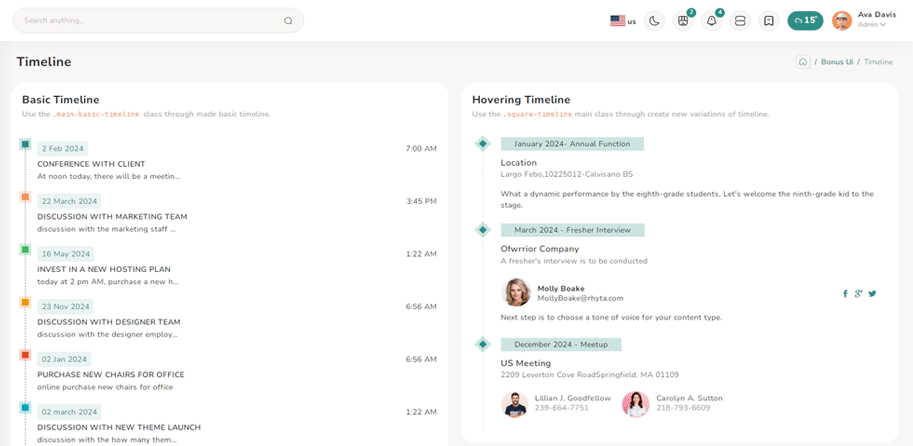 Search anything...
us
2
4
15°
Ava Davis
Admin
Timeline
/ Bonus Ui / Timeline
Basic Timeline
Use the .main-basic-timeline class through made basic timeline.
2 Feb 2024
7:00 AM
CONFERENCE WITH CLIENT
At noon today, there will be a meetin...
22 March 2024
3:45 PM
DISCUSSION WITH MARKETING TEAM
discussion with the marketing staff ...
16 May 2024
1:22 AM
INVEST IN A NEW HOSTING PLAN
today at 2 pm AM, purchase a new h...
23 Nov 2024
6:56 AM
DISCUSSION WITH DESIGNER TEAM
discussion with the designer employ...
02 Jan 2024
6:56 AM
PURCHASE NEW CHAIRS FOR OFFICE
online purchase new chairs for office
02 march 2024
1:22 AM
DISCUSSION WITH NEW THEME LAUNCH
discussion with the how many them...
Hovering Timeline
Use the .square-timeline main class through create new variations of timeline.
January 2024- Annual Function
Location
Largo Febo,10225012-Calvisano BS
What a dynamic performance by the eighth-grade students, Let's welcome the ninth-grade kid to the
stage.
March 2024 - Fresher Interview
Ofwrrior Company
A fresher's interview is to be conducted
Molly Boake
MollyBoake@rhyta.com
Next step is to choose a tone of voice for your content type.
December 2024 - Meetup
US Meeting
2209 Leverton Cove RoadSpringfield, MA 01109
Lillian J. Goodfellow
239-664-7751
Carolyn A. Sutton
218-793-6609